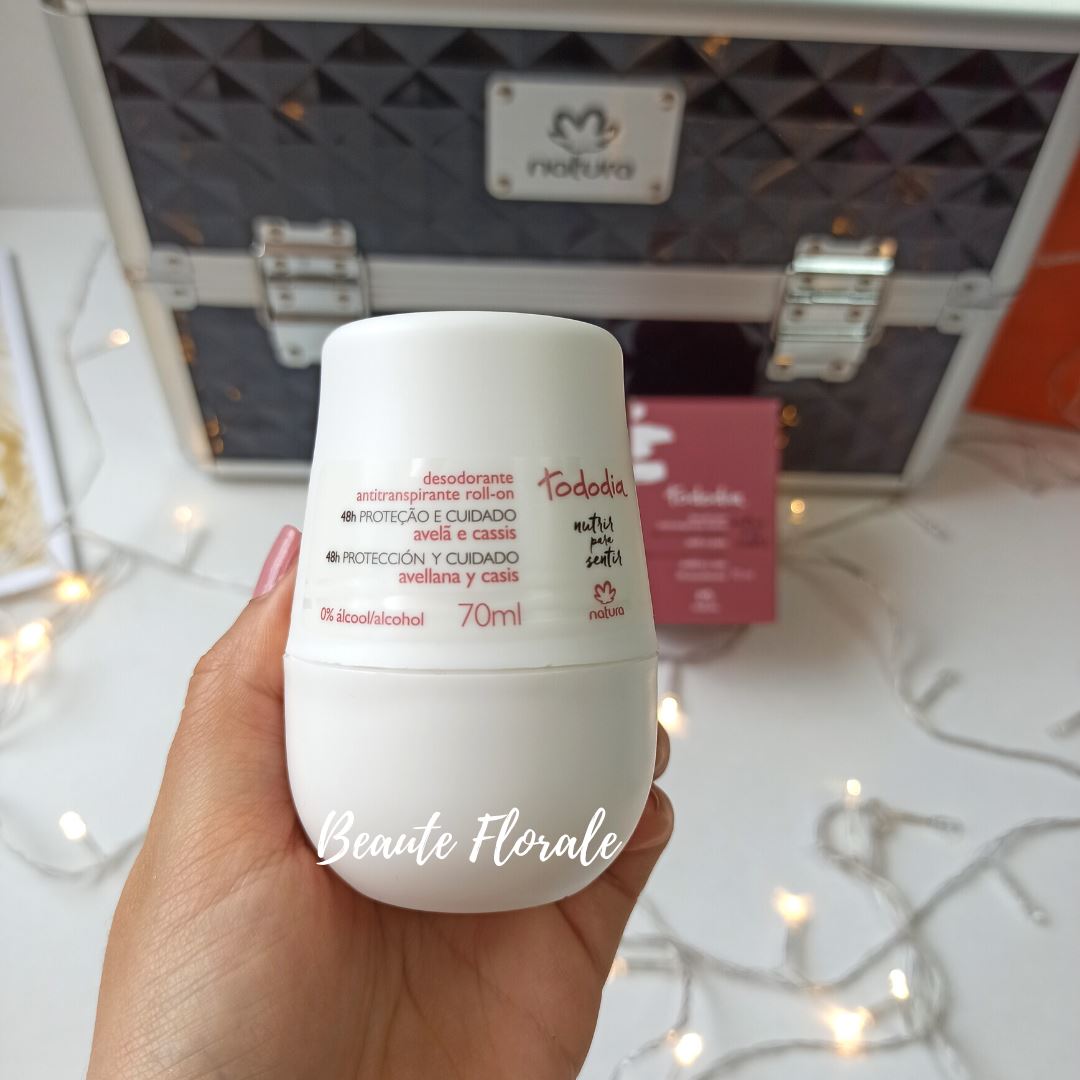 natura
desodorante
antitranspirante roll-on
48h PROTEÇÃO E CUIDADO
avelã e cassis
48h PROTECCIÓN Y CUIDADO
avellana y casis
0% álcool/alcohol 70ml
tododia
nutrir
para
sentir
natura
tododia
Beaute Florale